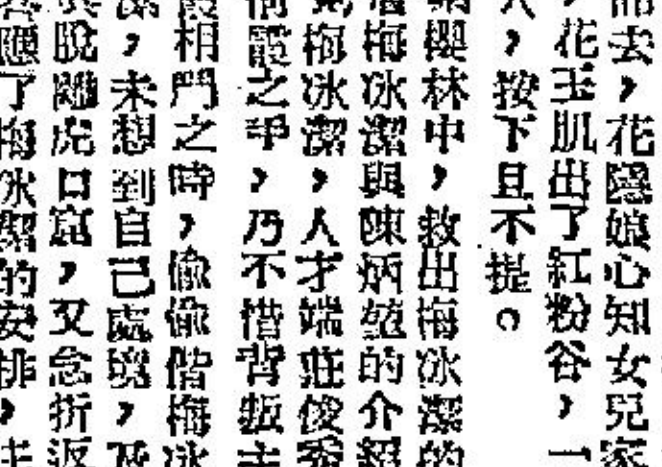 去，花隱娘心知女兒家
，花玉肌出了紅粉谷，一
，按下且不提。
櫻林中，救出梅冰潔的
梅冰潔與陳炳堃的介紹
梅冰潔，人才端莊俊秀
霞之爭，乃不惜背叛主
相鬥之時，偷偷偕梅冰
，未想到自己處境，及
脫離虎口窟，又念折返
應了梅冰潔的安排，